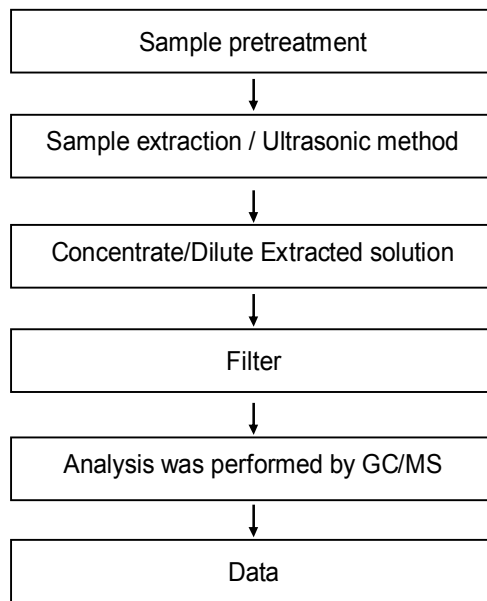 Sample pretreatment
Sample extraction / Ultrasonic method
Concentrate/Dilute Extracted solution
Filter
Analysis was performed by GC/MS
Data